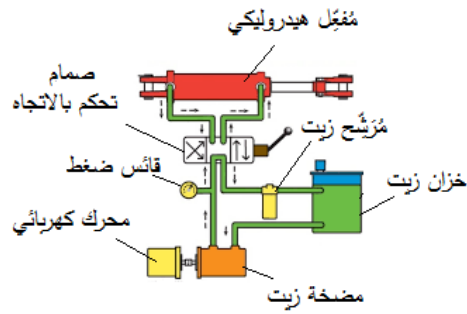 مُفعِّل هيدروليكي
صمام
تحكم بالاتجاه
مُرَشِّح زيت
قائس ضغط
خزان زيت
محرك كهربائي
مضخة زيت